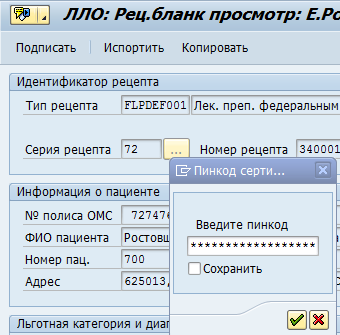 ЛЛО: Рец.бланк просмотр: Е.Ро
Подписать Испортить Копировать
Идентификатор рецепта
Тип рецепта FLPDEF001 Лек. преп. федеральным
Серия рецепта 72 ... Номер рецепта 340001
Пинкод серти...
Информация о пациенте
№ полиса ОМС 727476
Введите пинкод
ФИО пациента Ростовщ
******************
Номер пац. 700
Сохранить
Адрес 625013,
Льготная категория и диаг